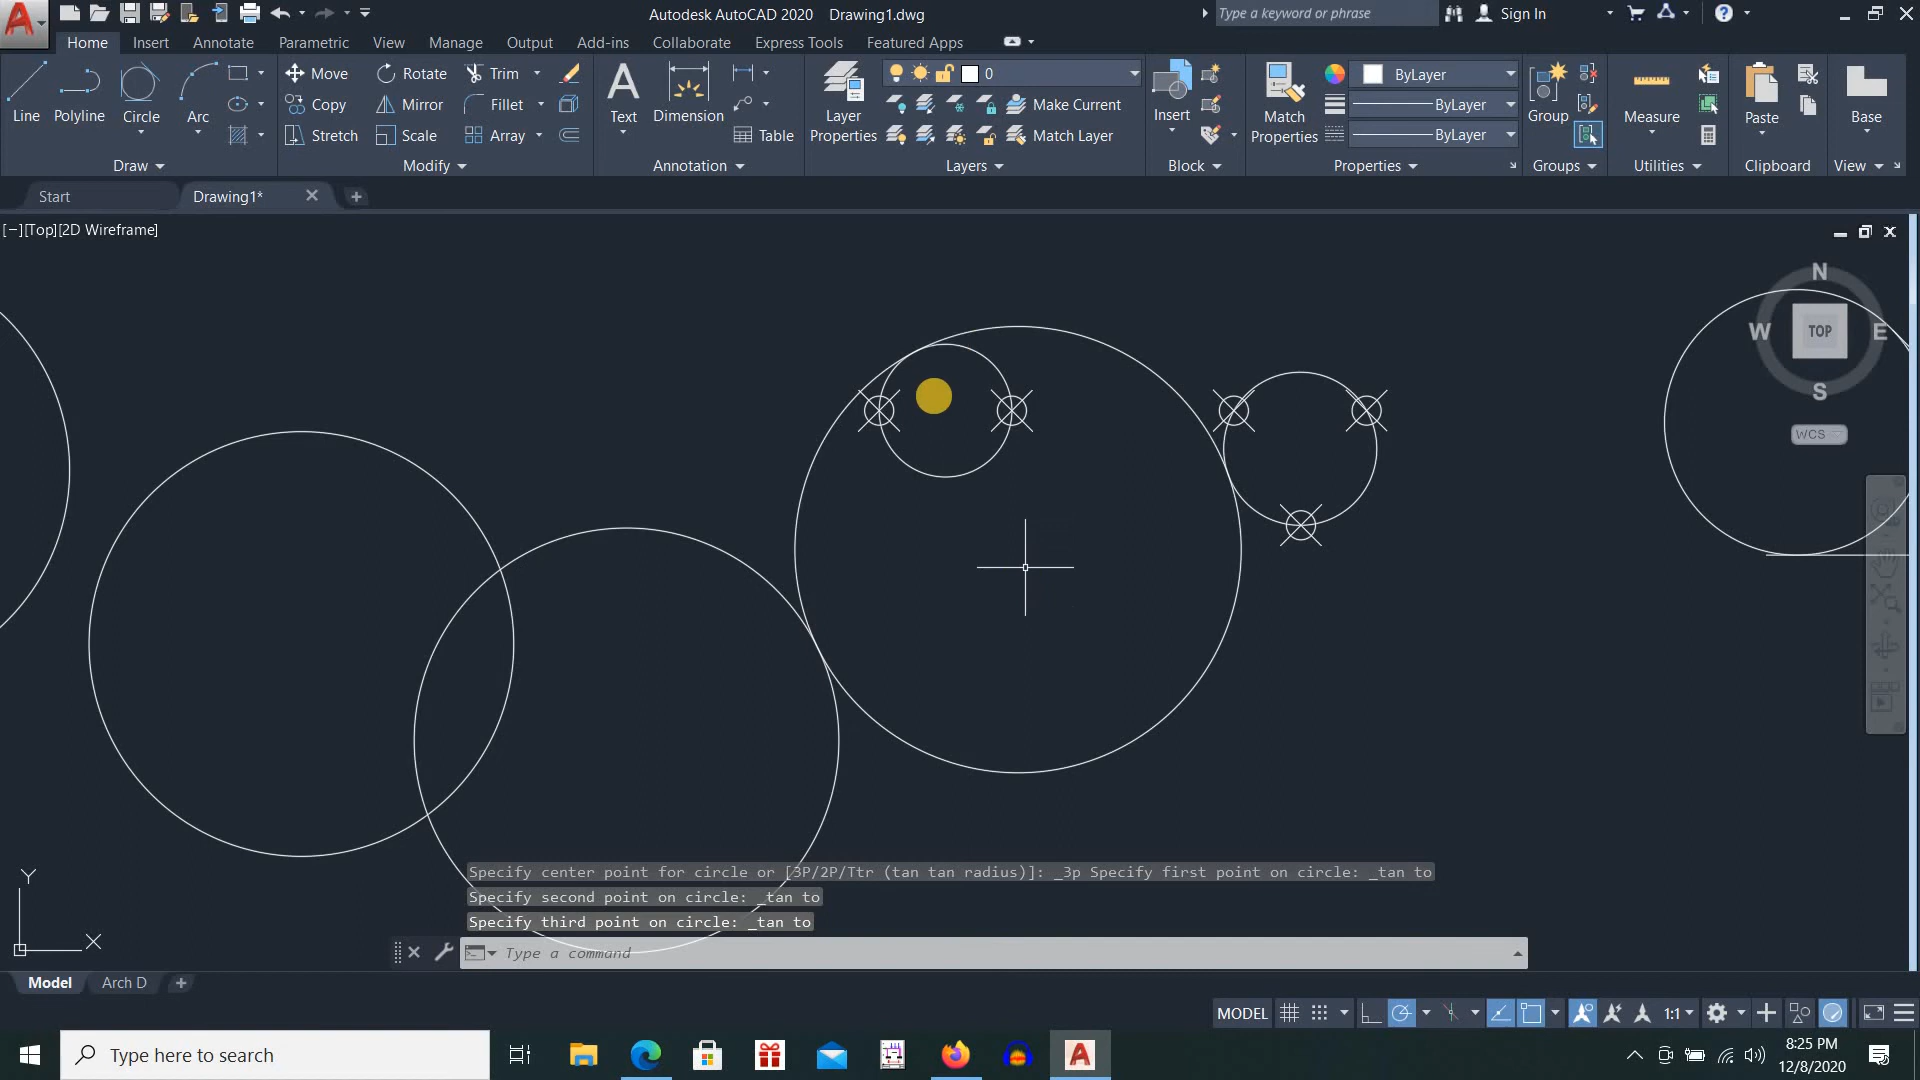 Autodesk AutoCAD 2020 Drawing1.dwg
Type a keyword or phrase
Sign In
Home Insert Annotate Parametric View Manage Output Add-ins Collaborate Express Tools Featured Apps
Line Polyline Circle Arc
Move Rotate Trim
Copy Mirror Fillet
Stretch Scale Array
Text Dimension Table
Layer Properties
0
Make Current
Match Layer
Insert
Match Properties
ByLayer
ByLayer
ByLayer
Group Measure Paste Base
Draw Modify Annotation Layers Block Properties Groups Utilities Clipboard View
Start Drawing1*
[−][Top][2D Wireframe]
N
W TOP E
S
WCS
Y
X
Specify center point for circle or [3P/2P/Ttr (tan tan radius)]: _3p Specify first point on circle: _tan to
Specify second point on circle: _tan to
Specify third point on circle: _tan to
Type a command
Model Arch D
MODEL 1:1
Type here to search
8:25 PM
12/8/2020